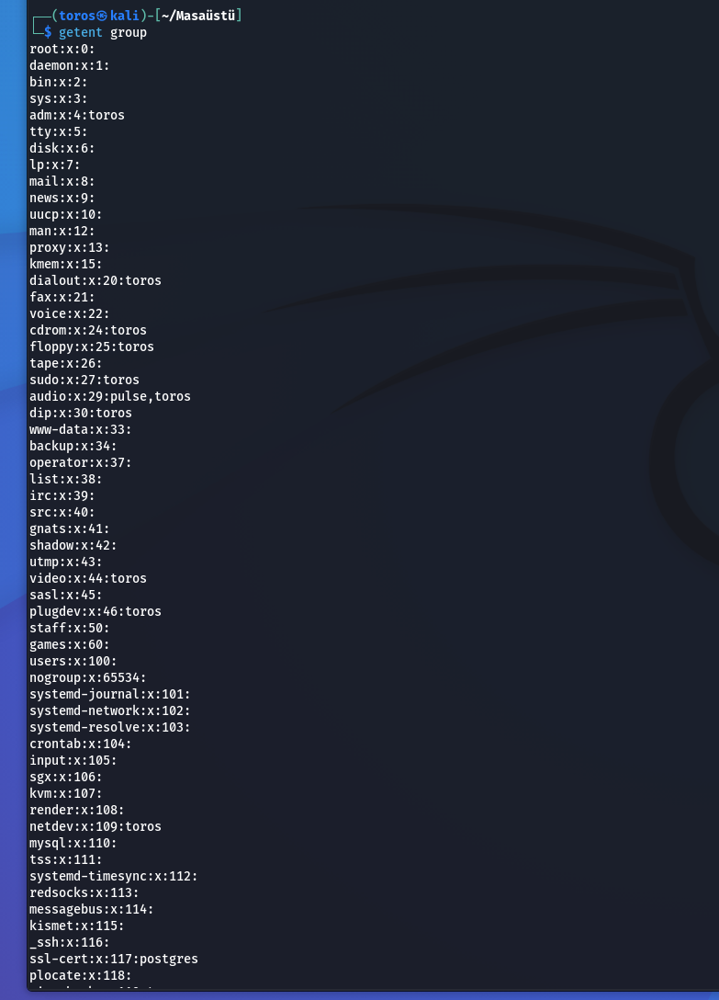 (toros㉿kali)-[~/Masaüstü]
$ getent group
root:x:0:
daemon:x:1:
bin:x:2:
sys:x:3:
adm:x:4:toros
tty:x:5:
disk:x:6:
lp:x:7:
mail:x:8:
news:x:9:
uucp:x:10:
man:x:12:
proxy:x:13:
kmem:x:15:
dialout:x:20:toros
fax:x:21:
voice:x:22:
cdrom:x:24:toros
floppy:x:25:toros
tape:x:26:
sudo:x:27:toros
audio:x:29:pulse,toros
dip:x:30:toros
www-data:x:33:
backup:x:34:
operator:x:37:
list:x:38:
irc:x:39:
src:x:40:
gnats:x:41:
shadow:x:42:
utmp:x:43:
video:x:44:toros
sasl:x:45:
plugdev:x:46:toros
staff:x:50:
games:x:60:
users:x:100:
nogroup:x:65534:
systemd-journal:x:101:
systemd-network:x:102:
systemd-resolve:x:103:
crontab:x:104:
input:x:105:
sgx:x:106:
kvm:x:107:
render:x:108:
netdev:x:109:toros
mysql:x:110:
tss:x:111:
systemd-timesync:x:112:
redsocks:x:113:
messagebus:x:114:
kismet:x:115:
_ssh:x:116:
ssl-cert:x:117:postgres
plocate:x:118: